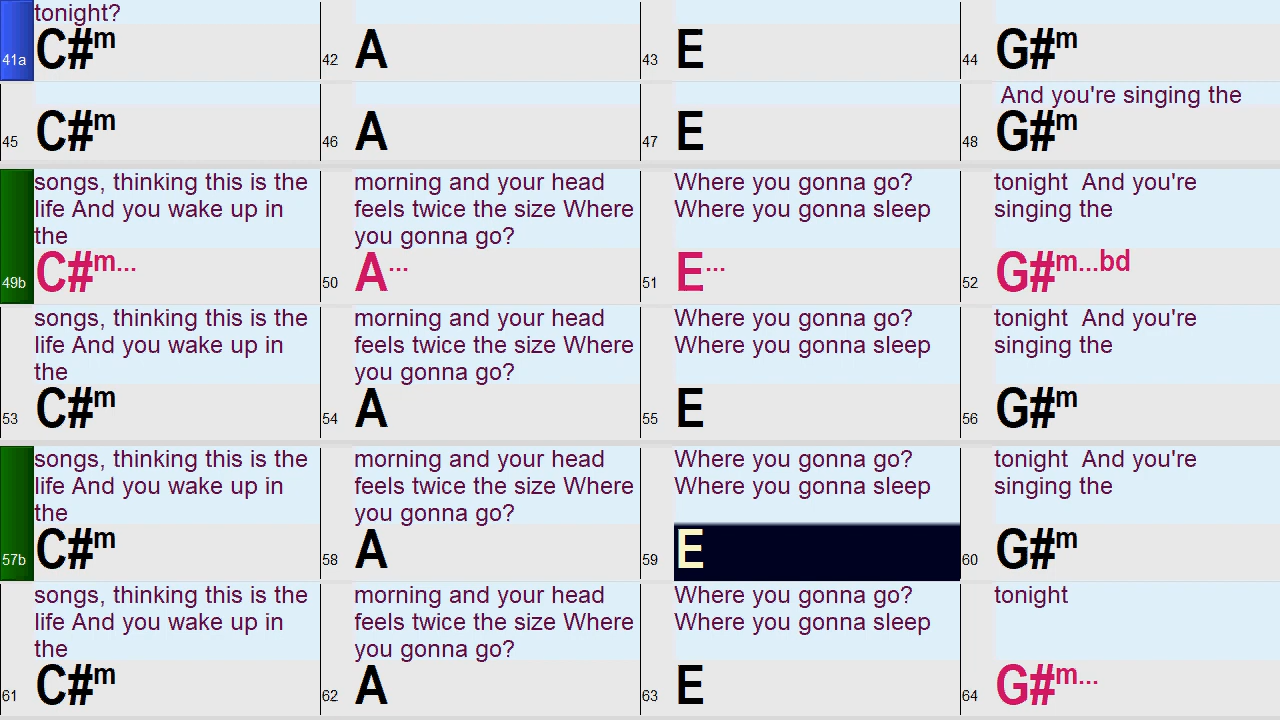 tonight?
41a C#m 42 A 43 E 44 G#m
And you're singing the
45 C#m 46 A 47 E 48 G#m
songs, thinking this is the morning and your head Where you gonna go? tonight  And you're
life And you wake up in feels twice the size Where Where you gonna sleep singing the
the you gonna go?
49b C#m... 50 A... 51 E... 52 G#m...bd
songs, thinking this is the morning and your head Where you gonna go? tonight  And you're
life And you wake up in feels twice the size Where Where you gonna sleep singing the
the you gonna go?
53 C#m 54 A 55 E 56 G#m
songs, thinking this is the morning and your head Where you gonna go? tonight  And you're
life And you wake up in feels twice the size Where Where you gonna sleep singing the
the you gonna go?
57b C#m 58 A 59 E 60 G#m
songs, thinking this is the morning and your head Where you gonna go? tonight
life And you wake up in feels twice the size Where Where you gonna sleep
the you gonna go?
61 C#m 62 A 63 E 64 G#m...